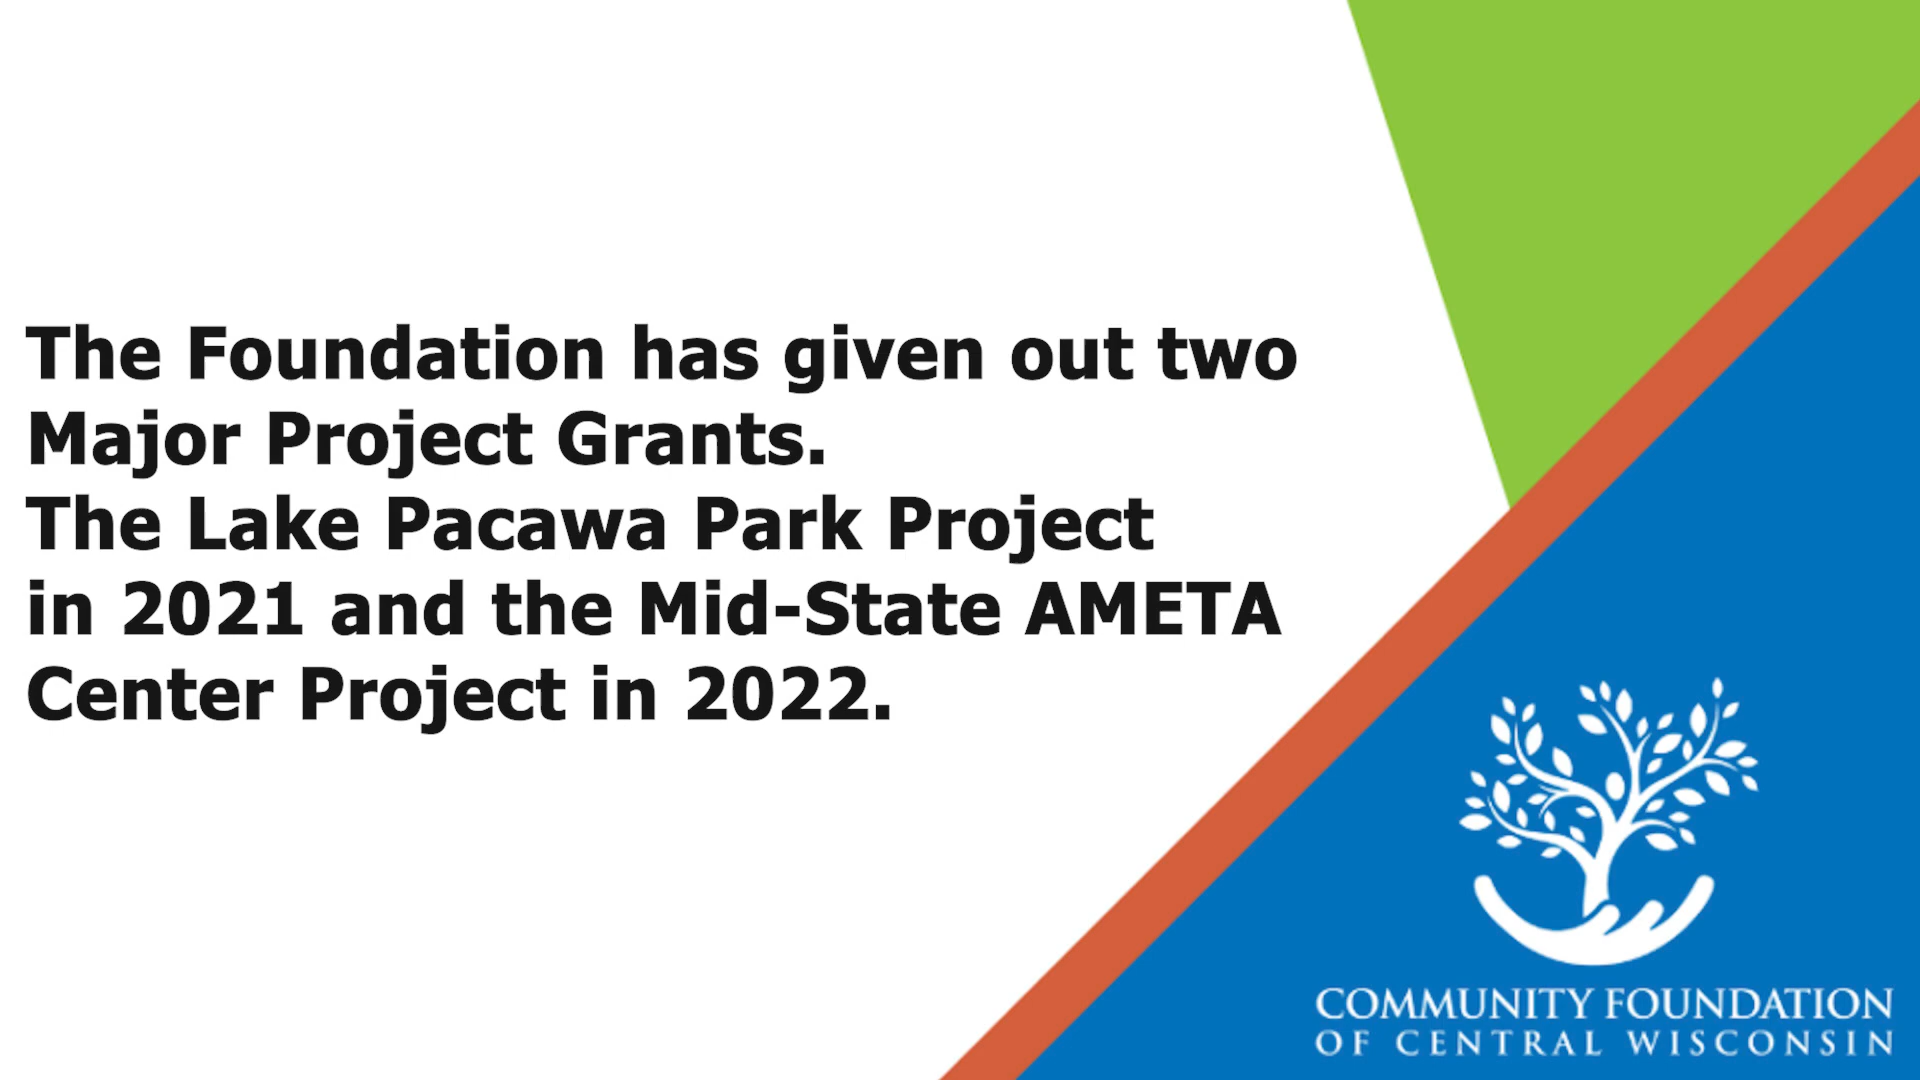 The Foundation has given out two
Major Project Grants.
The Lake Pacawa Park Project
in 2021 and the Mid-State AMETA
Center Project in 2022.
COMMUNITY FOUNDATION
OF CENTRAL WISCONSIN